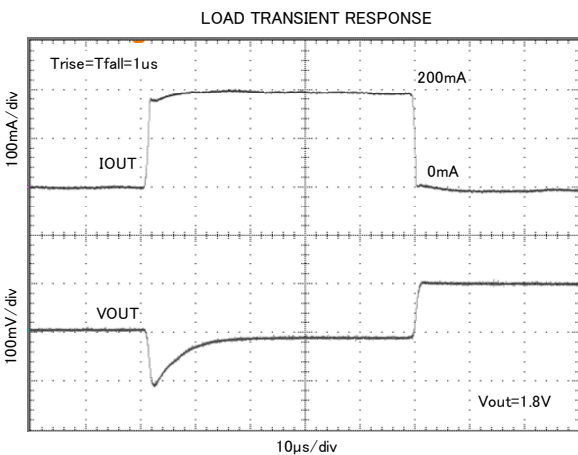 LOAD TRANSIENT RESPONSE
Trise=Tfall=1us
200mA
100mA/div
IOUT
0mA
VOUT
100mV/div
Vout=1.8V
10μs/div